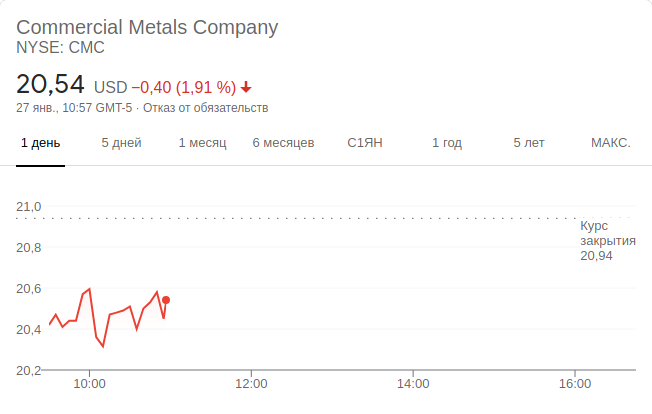 Commercial Metals Company
NYSE: CMC
20,54 USD −0,40 (1,91 %)
27 янв., 10:57 GMT-5 · Отказ от обязательств
1 день 5 дней 1 месяц 6 месяцев С1ЯН 1 год 5 лет МАКС.
21,0
Курс
закрытия
20,94
20,8
20,6
20,4
20,2
10:00 12:00 14:00 16:00